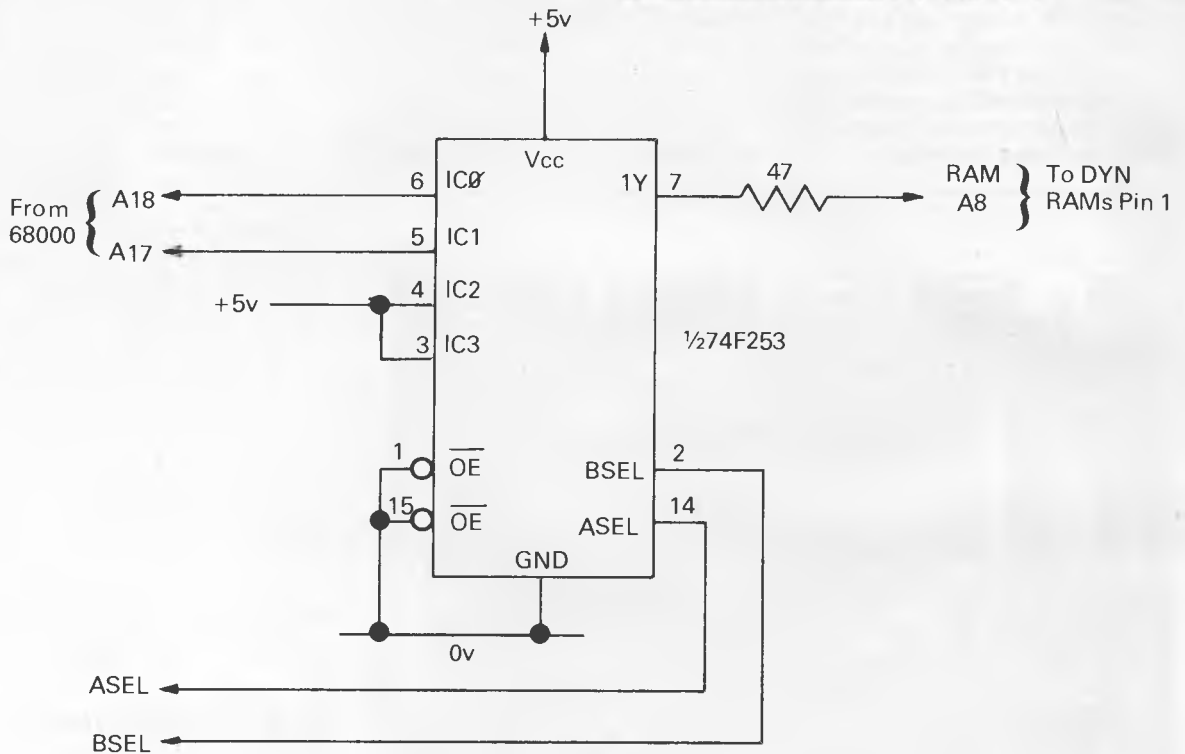 +5v
Vcc
6 IC0̸
1Y 7
47
RAM
A8
To DYN
RAMs Pin 1
From
68000
A18
5 IC1
A17
+5v
4 IC2
3 IC3
½74F253
1 OE
BSEL 2
15 OE
ASEL 14
GND
0v
ASEL
BSEL